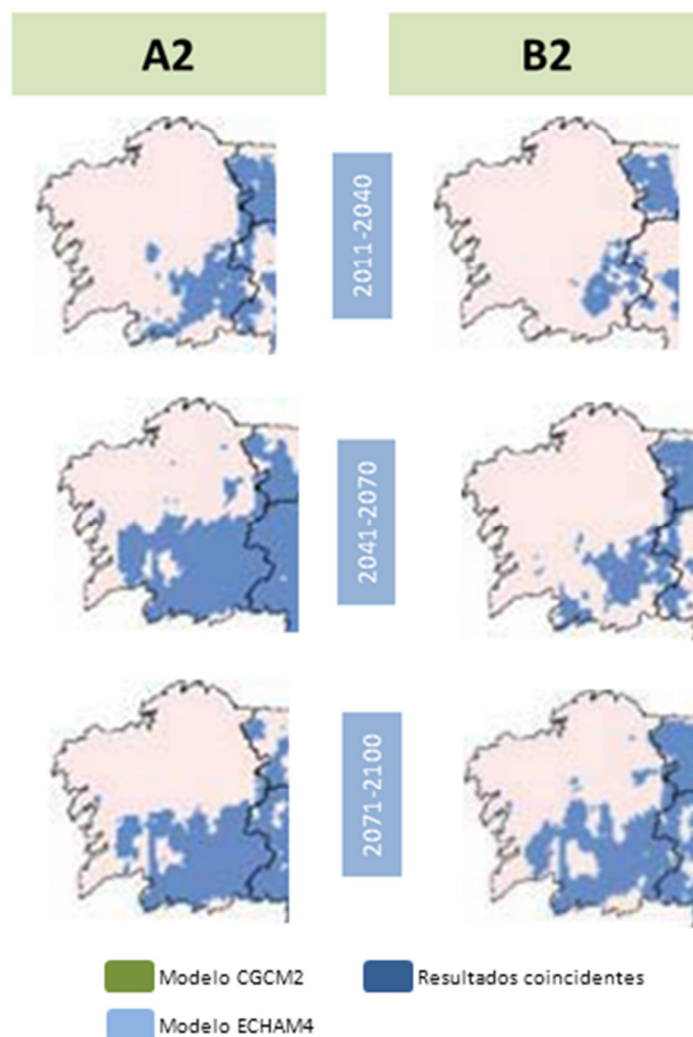 A2
B2
2011-2040
2041-2070
2071-2100
Modelo CGCM2
Resultados coincidentes
Modelo ECHAM4